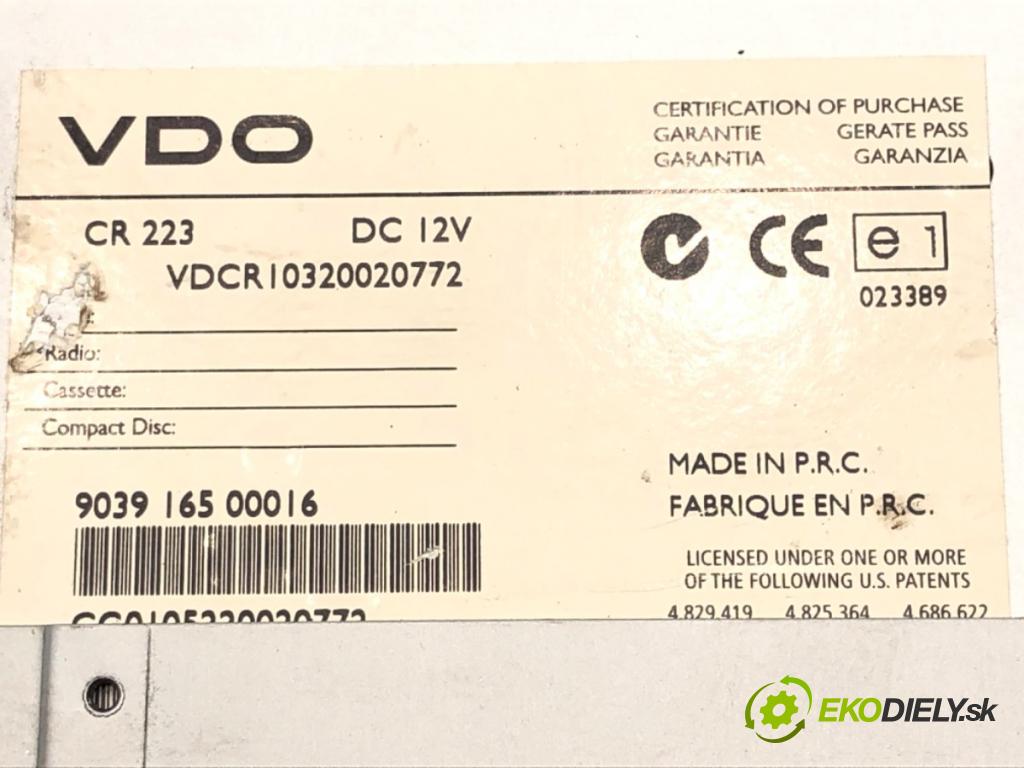 VDO
CERTIFICATION OF PURCHASE
GARANTIE GERATE PASS
GARANTIA GARANZIA
CR 223 DC 12V
VDCR10320020772
CE e 1
023389
Radio:
Cassette:
Compact Disc:
9039 165 00016
MADE IN P.R.C.
FABRIQUE EN P.R.C.
LICENSED UNDER ONE OR MORE
OF THE FOLLOWING U.S. PATENTS
4.829.419 4.825.364 4.686.622
EKODIELY.sk